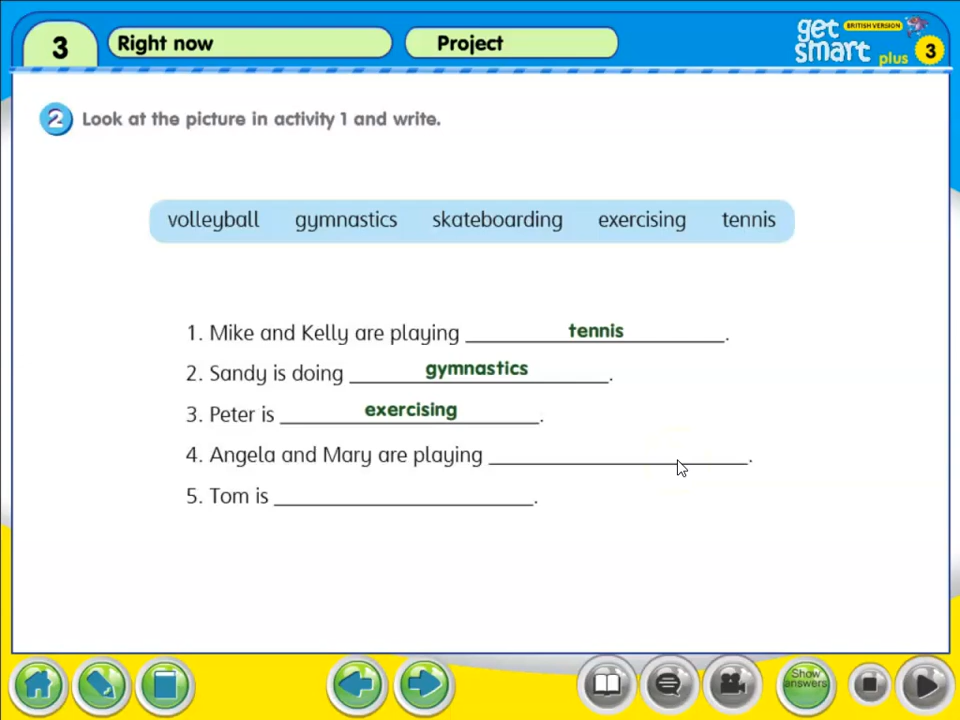 3
Right now
Project
get smart plus 3
BRITISH VERSION
2 Look at the picture in activity 1 and write.
volleyball gymnastics skateboarding exercising tennis
1. Mike and Kelly are playing tennis.
2. Sandy is doing gymnastics.
3. Peter is exercising.
4. Angela and Mary are playing ____________________.
5. Tom is ____________________.
Show
answers